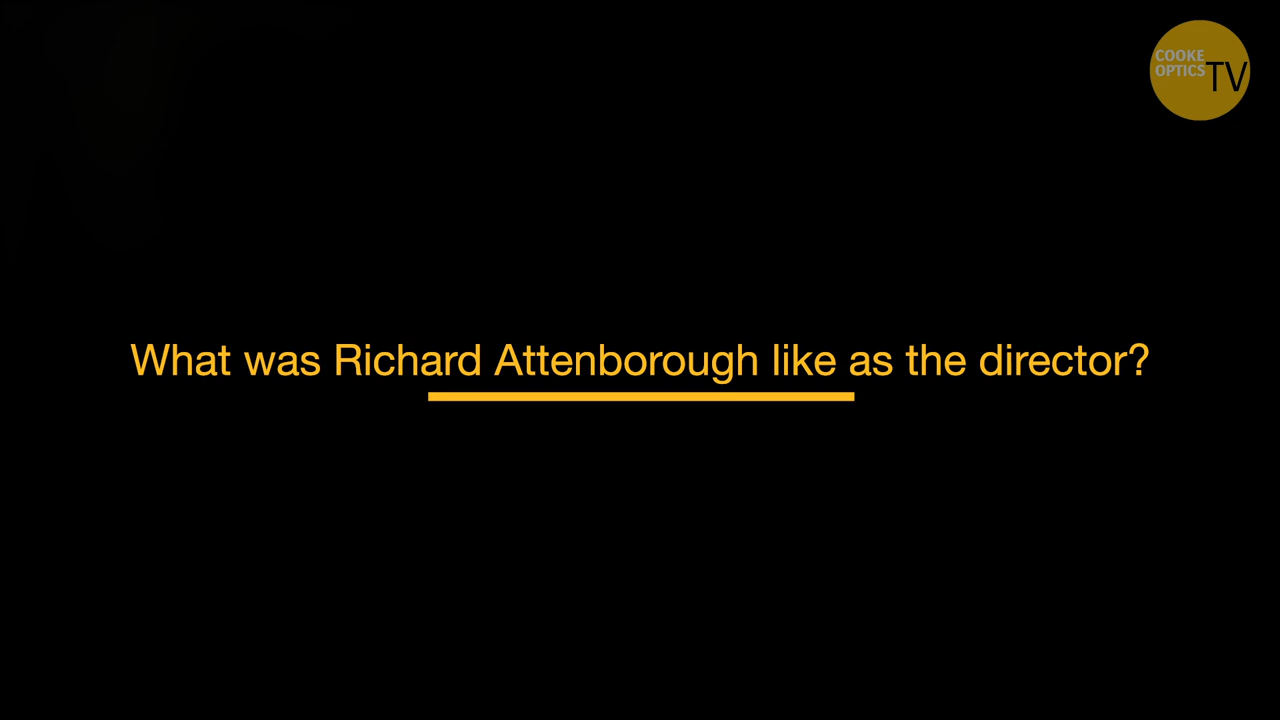 COOKE
OPTICS TV
What was Richard Attenborough like as the director?